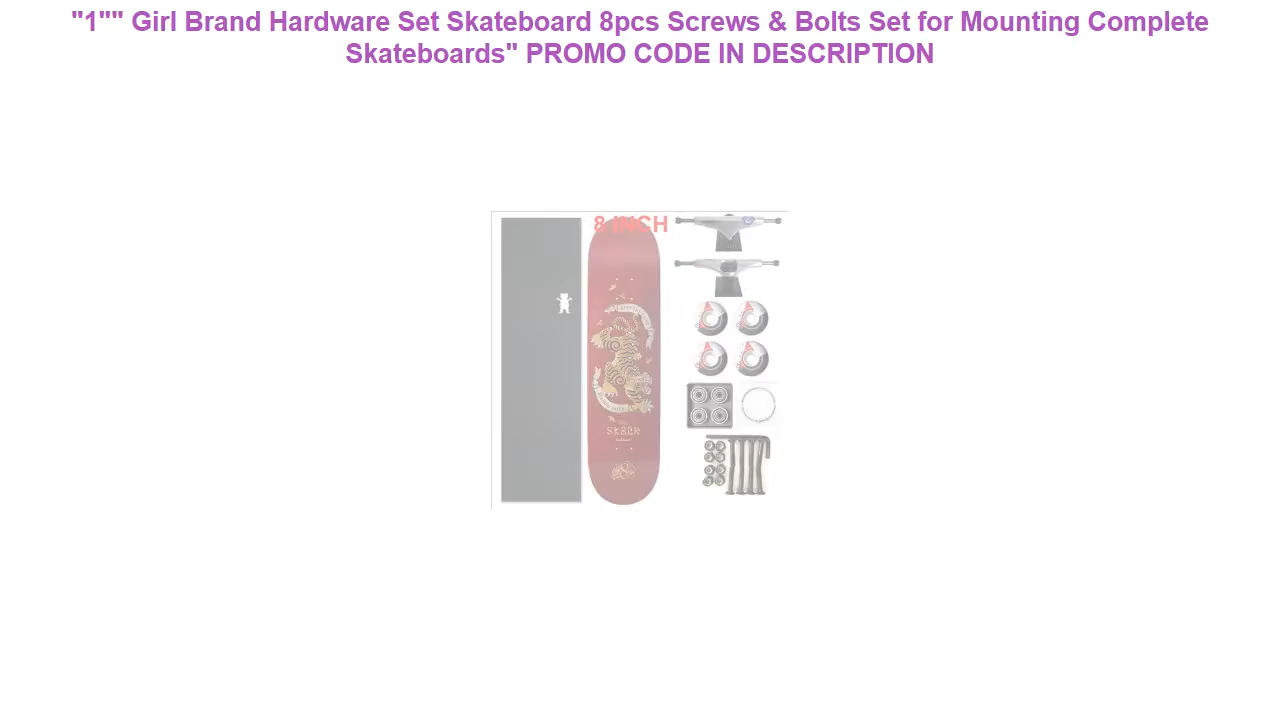 "1"" Girl Brand Hardware Set Skateboard 8pcs Screws & Bolts Set for Mounting Complete
Skateboards" PROMO CODE IN DESCRIPTION
8 INCH